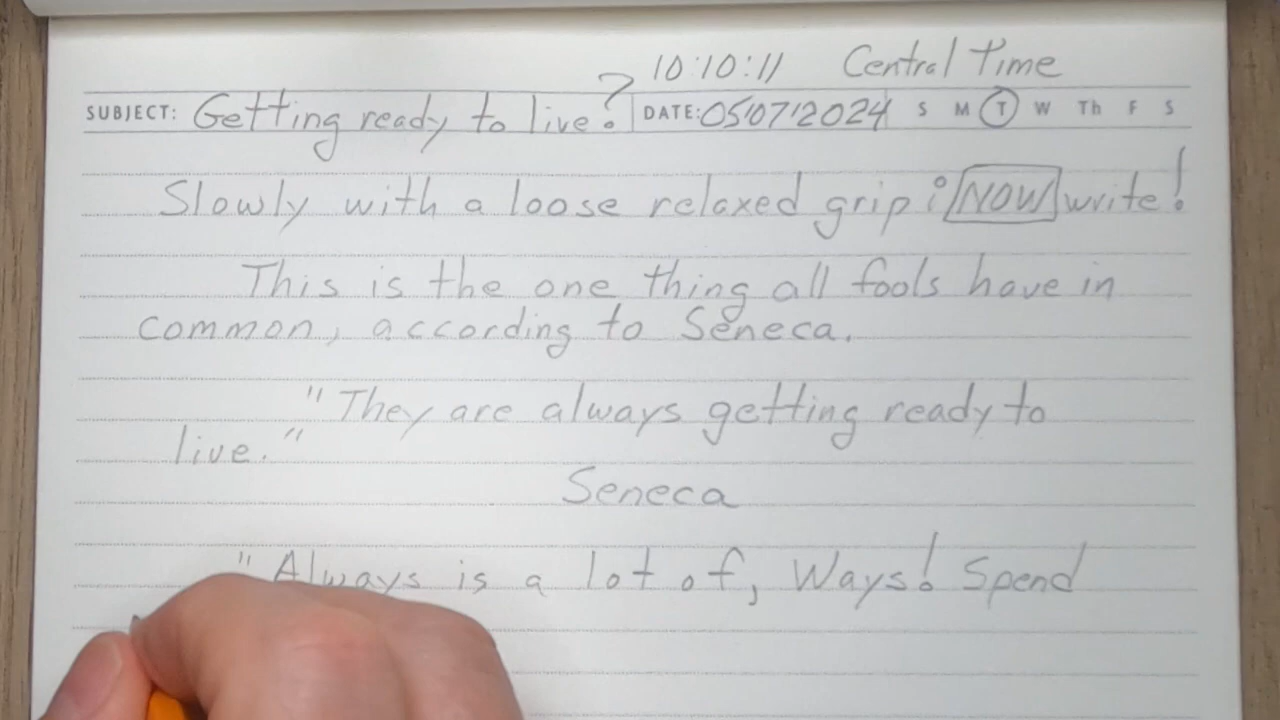 10:10:11 Central Time
SUBJECT: Getting ready to live? DATE: 05/07/2024 S M T W Th F S
Slowly with a loose relaxed grip ; NOW write!
This is the one thing all fools have in
common, according to Seneca.
"They are always getting ready to
live."
Seneca
"Always is a lot of, Ways! Spend